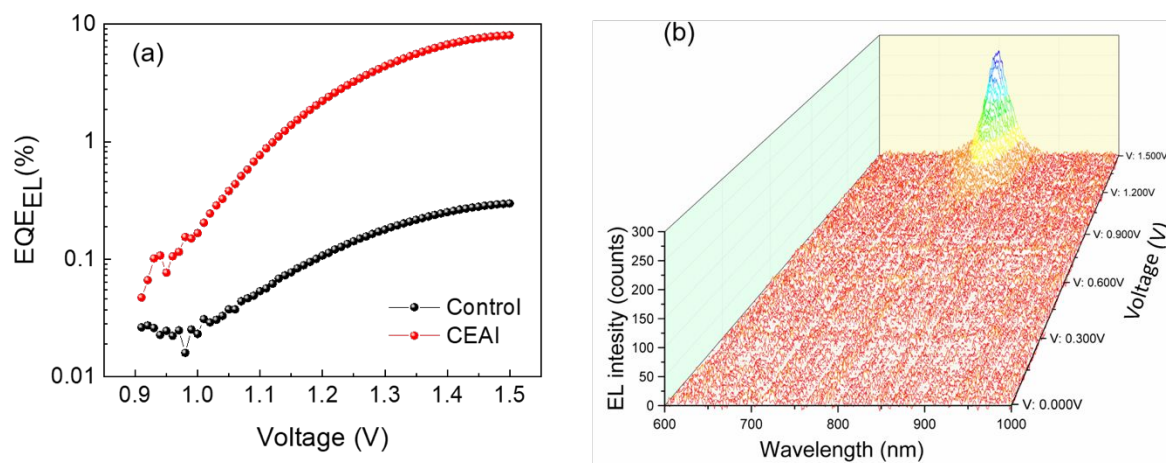 (a)
10
1
0.1
0.01
EQE_EL(%)
Control
CEAI
0.9 1.0 1.1 1.2 1.3 1.4 1.5
Voltage (V)
(b)
300
250
200
150
100
50
0
EL intesity (counts)
600 700 800 900 1000
Wavelength (nm)
V: 1.500V
V: 1.200V
V: 0.900V
V: 0.600V
V: 0.300V
V: 0.000V
Voltage (V)